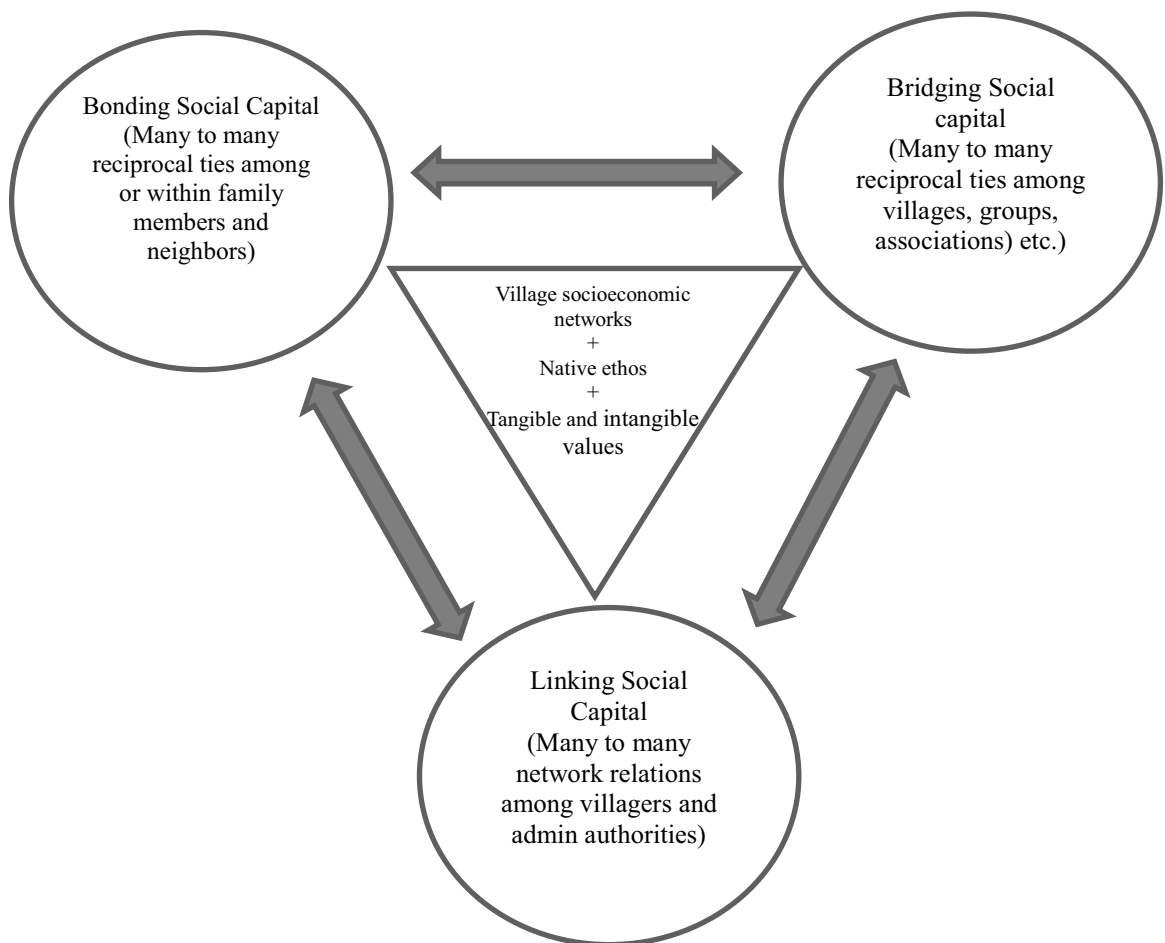 Bonding Social Capital
(Many to many
reciprocal ties among
or within family
members and
neighbors)
Bridging Social
capital
(Many to many
reciprocal ties among
villages, groups,
associations) etc.)
Village socioeconomic
networks
+
Native ethos
+
Tangible and intangible
values
Linking Social
Capital
(Many to many
network relations
among villagers and
admin authorities)